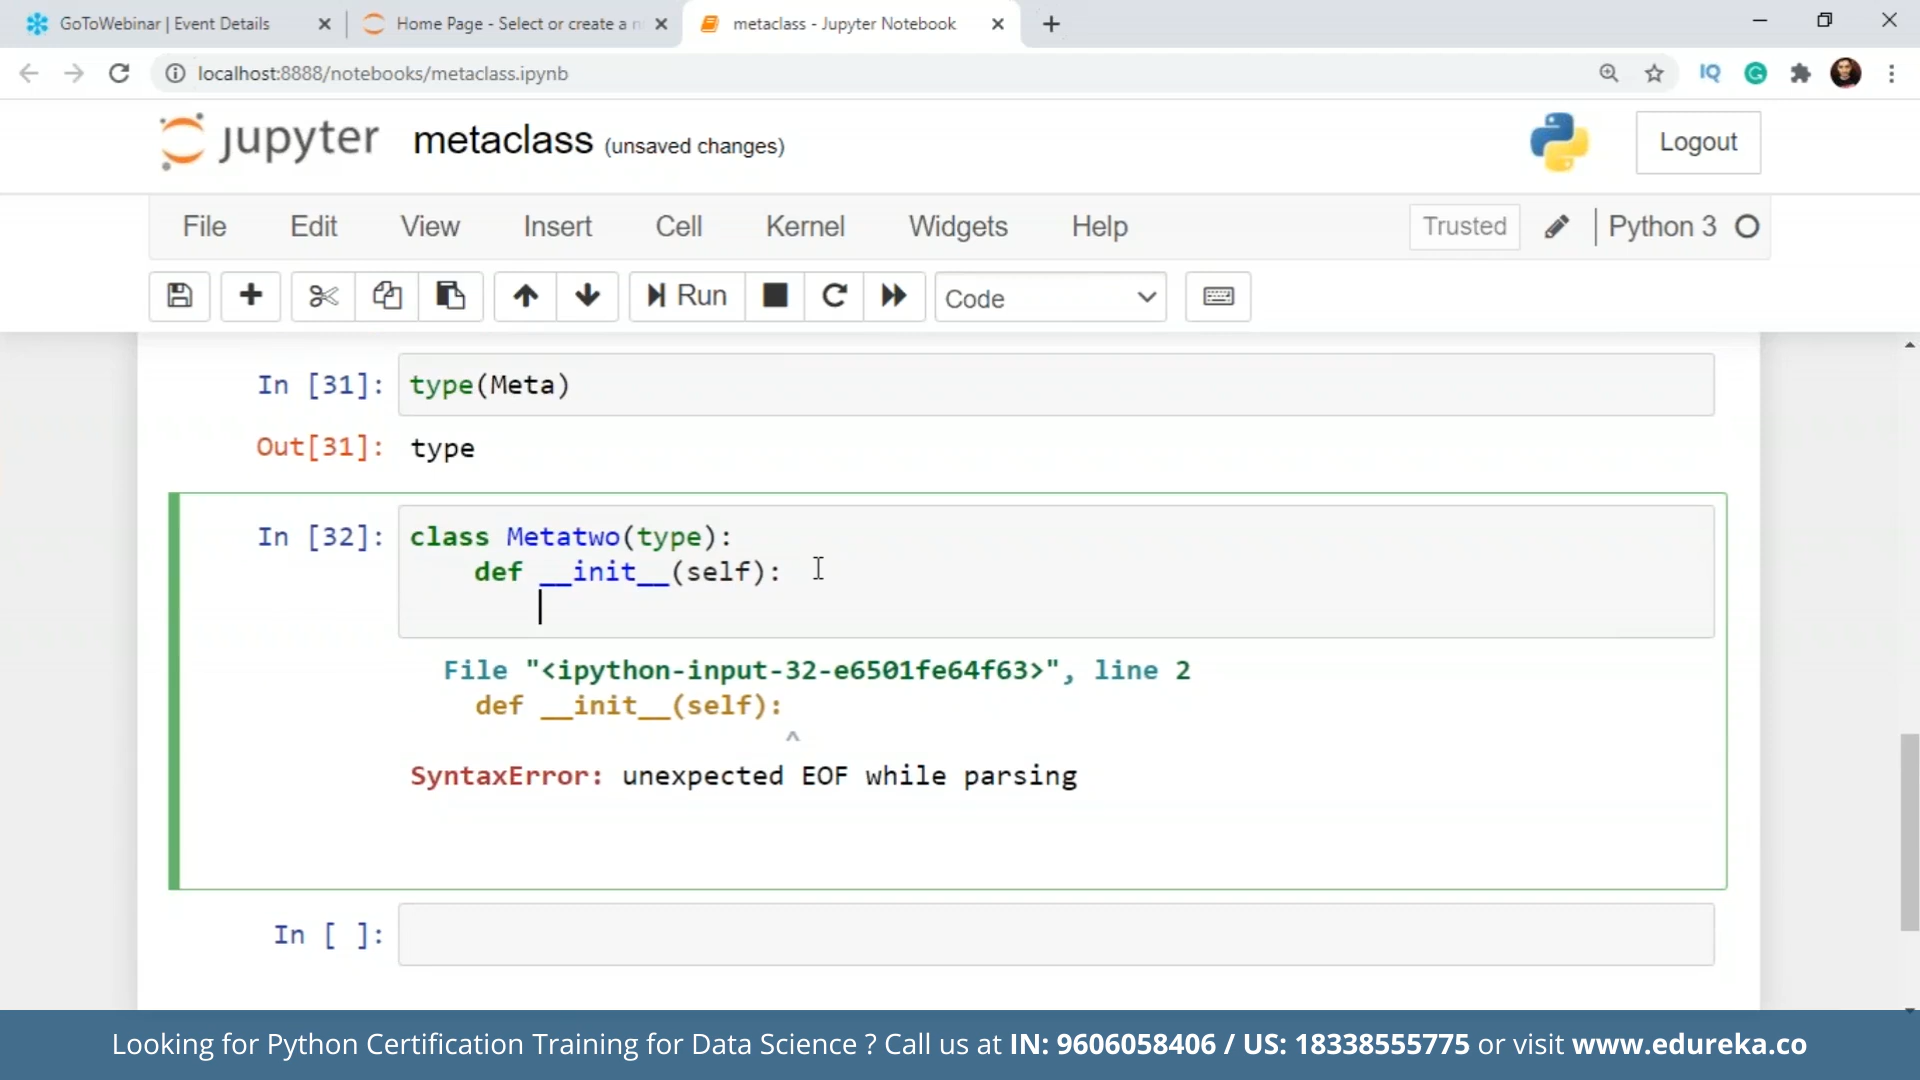 GoToWebinar | Event Details
Home Page - Select or create a n
metaclass - Jupyter Notebook
localhost:8888/notebooks/metaclass.ipynb
IQ
G
jupyter metaclass (unsaved changes)
Logout
File Edit View Insert Cell Kernel Widgets Help Trusted Python 3
Run Code
In [31]: type(Meta)
Out[31]: type
In [32]: class Metatwo(type):
def __init__(self):
File "<ipython-input-32-e6501fe64f63>", line 2
def __init__(self):
^
SyntaxError: unexpected EOF while parsing
In [ ]:
Looking for Python Certification Training for Data Science ? Call us at IN: 9606058406 / US: 18338555775 or visit www.edureka.co